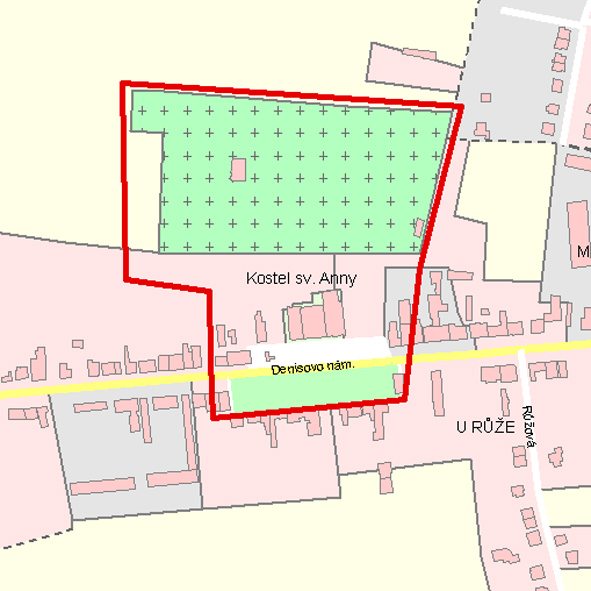 M
Kostel sv. Anny
Denisovo nám.
U RŮŽE
Růžová